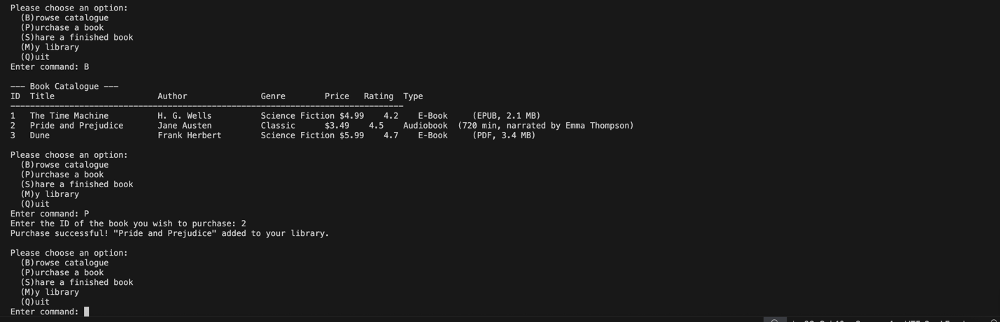 Please choose an option:
  (B)rowse catalogue
  (P)urchase a book
  (S)hare a finished book
  (M)y library
  (Q)uit
Enter command: B

--- Book Catalogue ---
ID  Title                     Author               Genre        Price   Rating  Type
--------------------------------------------------------------------------------
1   The Time Machine          H. G. Wells          Science Fiction $4.99    4.2    E-Book     (EPUB, 2.1 MB)
2   Pride and Prejudice       Jane Austen          Classic      $3.49    4.5    Audiobook  (720 min, narrated by Emma Thompson)
3   Dune                      Frank Herbert        Science Fiction $5.99    4.7    E-Book     (PDF, 3.4 MB)

Please choose an option:
  (B)rowse catalogue
  (P)urchase a book
  (S)hare a finished book
  (M)y library
  (Q)uit
Enter command: P
Enter the ID of the book you wish to purchase: 2
Purchase successful! "Pride and Prejudice" added to your library.

Please choose an option:
  (B)rowse catalogue
  (P)urchase a book
  (S)hare a finished book
  (M)y library
  (Q)uit
Enter command: